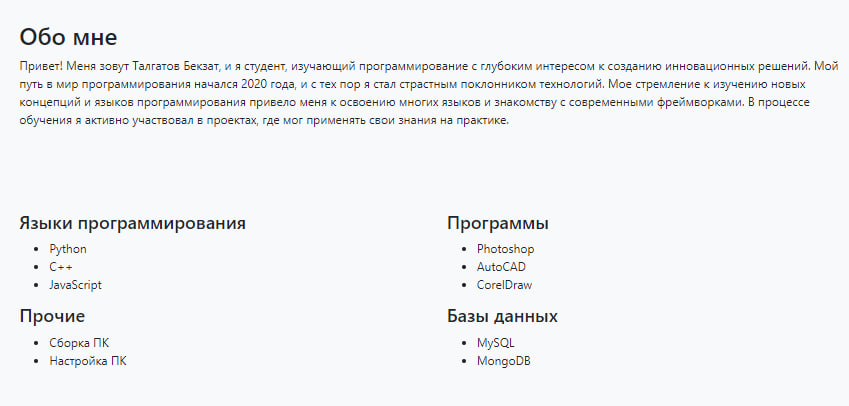 Обо мне
Привет! Меня зовут Талгатов Бекзат, и я студент, изучающий программирование с глубоким интересом к созданию инновационных решений. Мой
путь в мир программирования начался 2020 года, и с тех пор я стал страстным поклонником технологий. Мое стремление к изучению новых
концепций и языков программирования привело меня к освоению многих языков и знакомству с современными фреймворками. В процессе
обучения я активно участвовал в проектах, где мог применять свои знания на практике.
Языки программирования
Python
C++
JavaScript
Программы
Photoshop
AutoCAD
CorelDraw
Прочие
Сборка ПК
Настройка ПК
Базы данных
MySQL
MongoDB